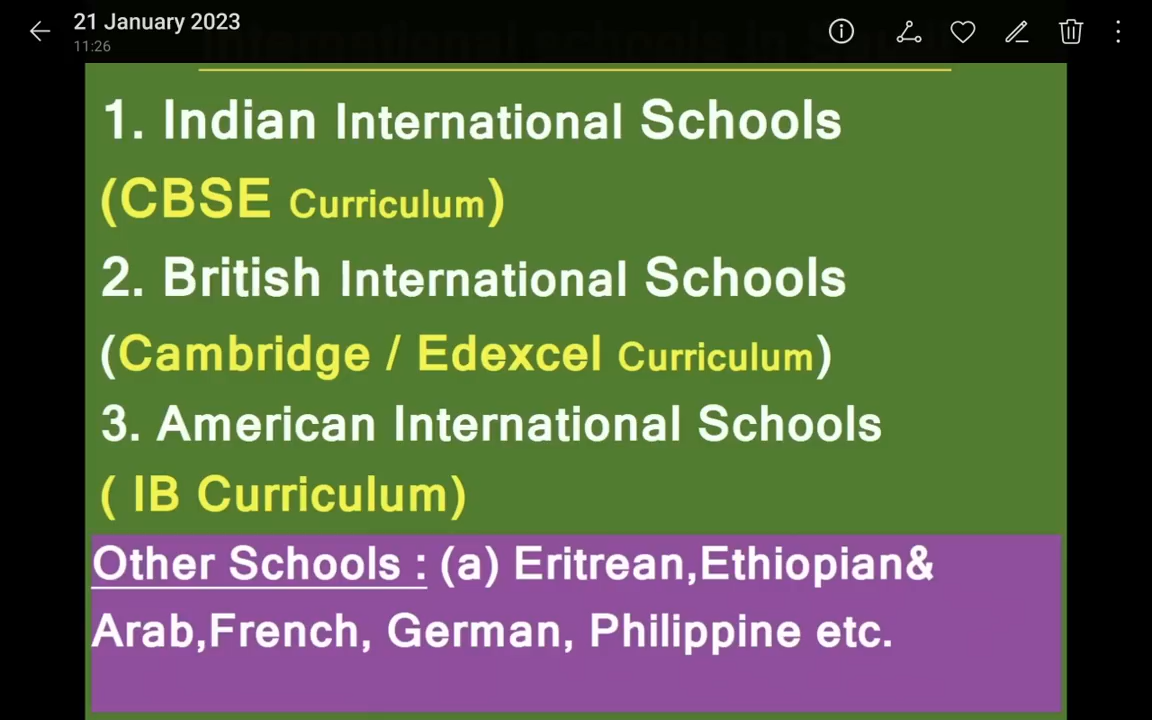 21 January 2023
11:26
1. Indian International Schools
(CBSE Curriculum)
2. British International Schools
(Cambridge / Edexcel Curriculum)
3. American International Schools
( IB Curriculum)
Other Schools : (a) Eritrean,Ethiopian&
Arab,French, German, Philippine etc.